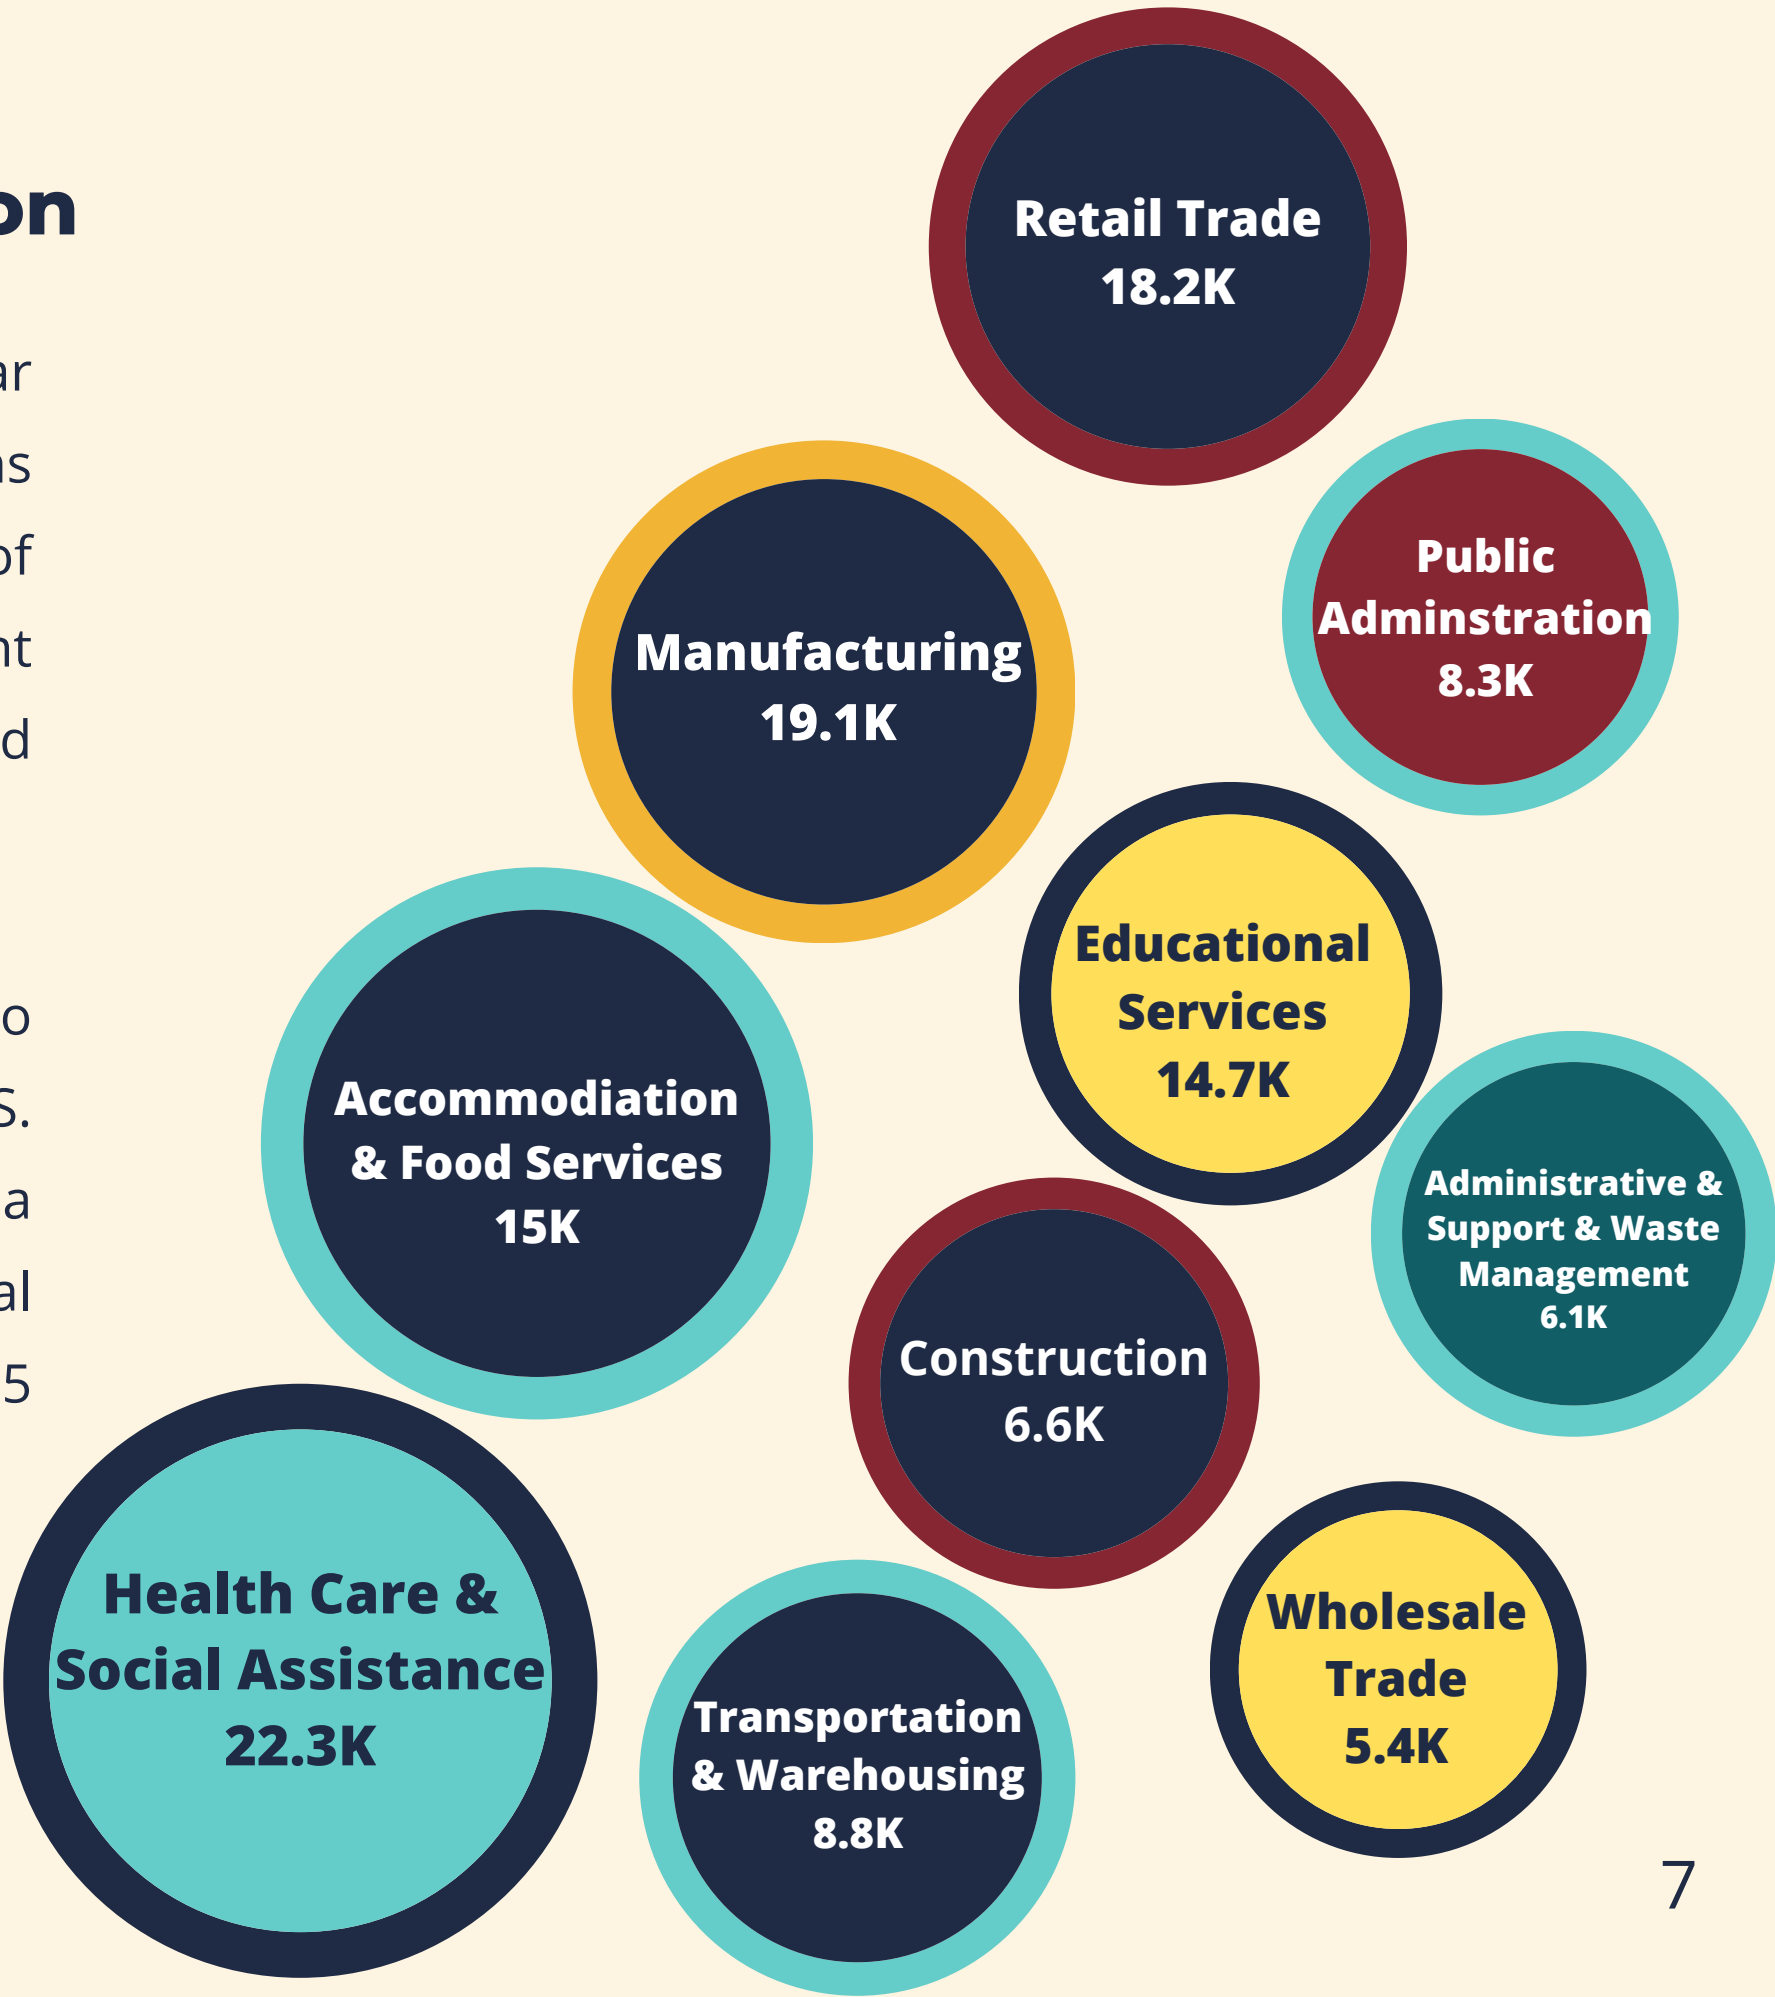 on
ar
ns
of
nt
d
o
s.
a
al
5
Retail Trade
18.2K
Public
Adminstration
8.3K
Manufacturing
19.1K
Educational
Services
14.7K
Accommodiation
& Food Services
15K
Administrative &
Support & Waste
Management
6.1K
Construction
6.6K
Health Care &
Social Assistance
22.3K
Transportation
& Warehousing
8.8K
Wholesale
Trade
5.4K
7